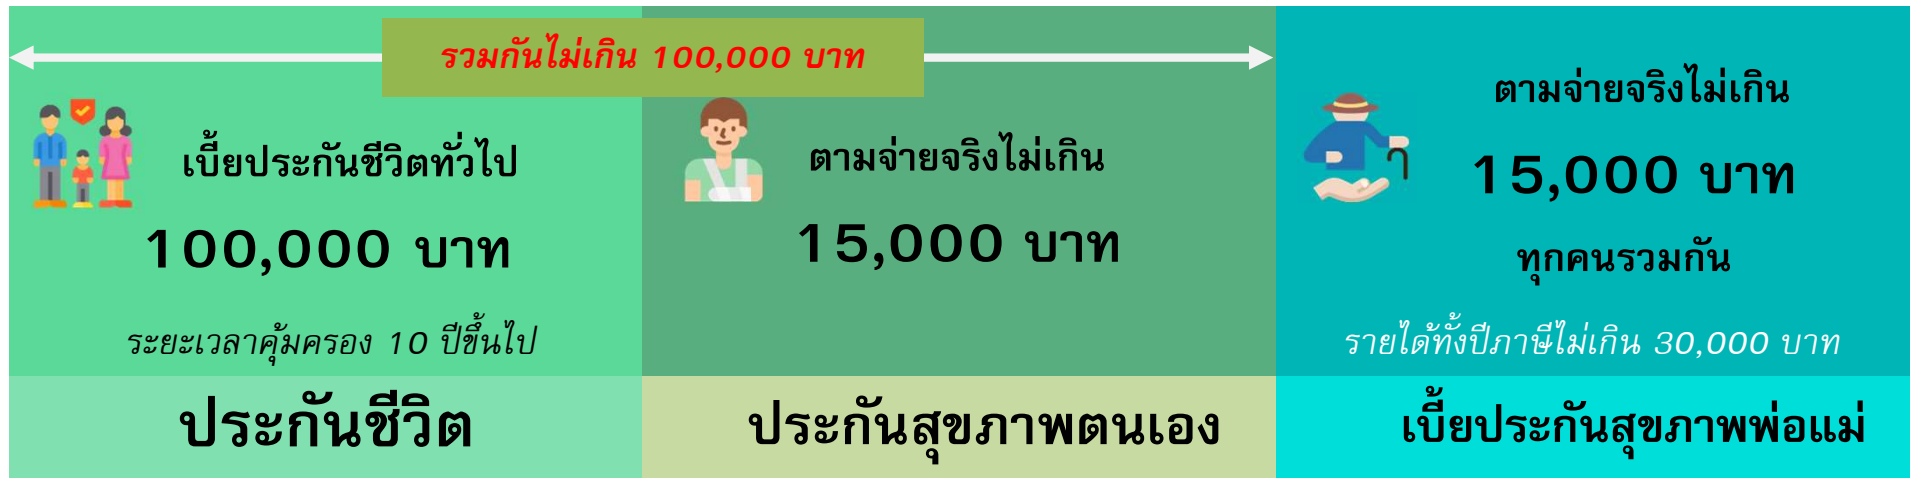 รวมกันไม่เกิน 100,000 บาท
เบี้ยประกันชีวิตทั่วไป
100,000 บาท
ระยะเวลาคุ้มครอง 10 ปีขึ้นไป
ประกันชีวิต
ตามจ่ายจริงไม่เกิน
15,000 บาท
ประกันสุขภาพตนเอง
ตามจ่ายจริงไม่เกิน
15,000 บาท
ทุกคนรวมกัน
รายได้ทั้งปีภาษีไม่เกิน 30,000 บาท
เบี้ยประกันสุขภาพพ่อแม่